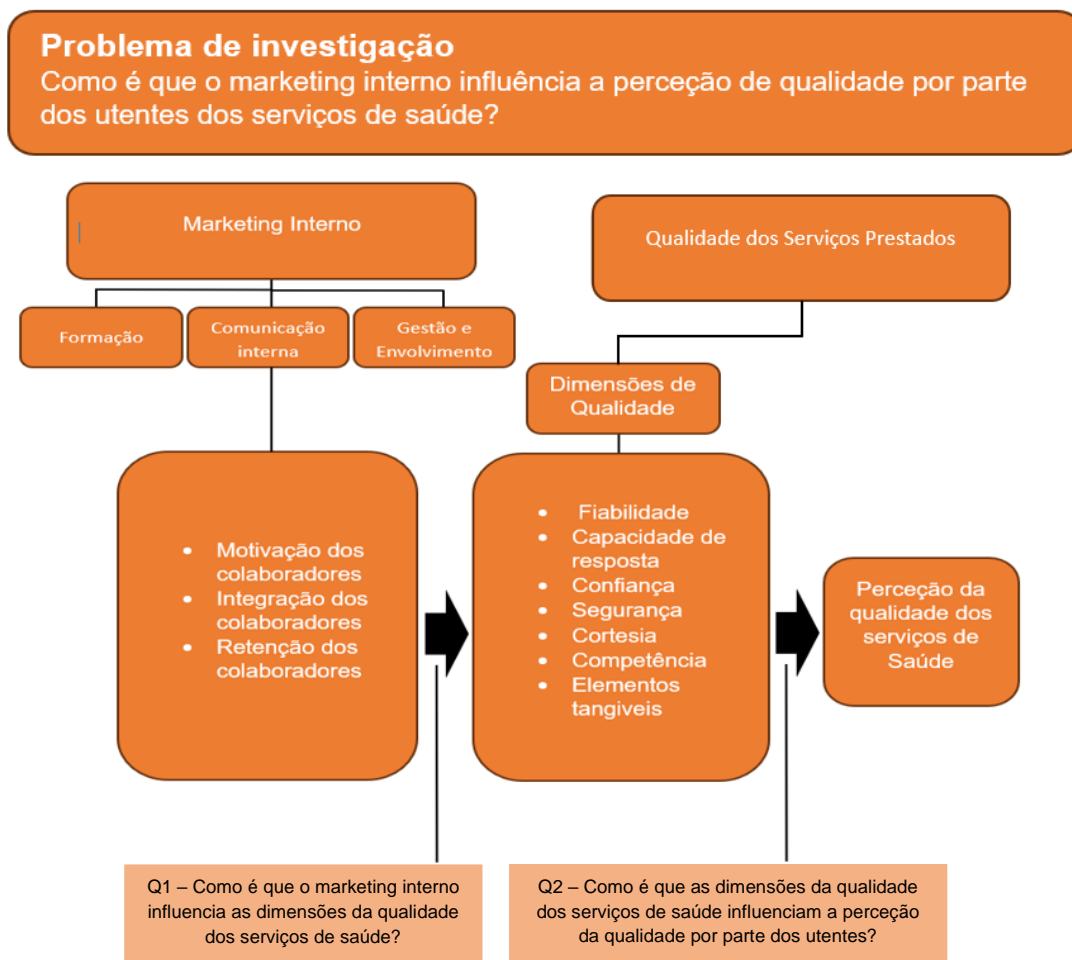 Problema de investigação
Como é que o marketing interno influência a perceção de qualidade por parte
dos utentes dos serviços de saúde?
Marketing Interno
Qualidade dos Serviços Prestados
Formação
Comunicação
interna
Gestão e
Envolvimento
Dimensões de
Qualidade
• Motivação dos
colaboradores
• Integração dos
colaboradores
• Retenção dos
colaboradores
• Fiabilidade
• Capacidade de
resposta
• Confiança
• Segurança
• Cortesia
• Competência
• Elementos
tangiveis
Perceção da
qualidade dos
serviços de
Saúde
Q1 – Como é que o marketing interno
influencia as dimensões da qualidade
dos serviços de saúde?
Q2 – Como é que as dimensões da qualidade
dos serviços de saúde influenciam a perceção
da qualidade por parte dos utentes?